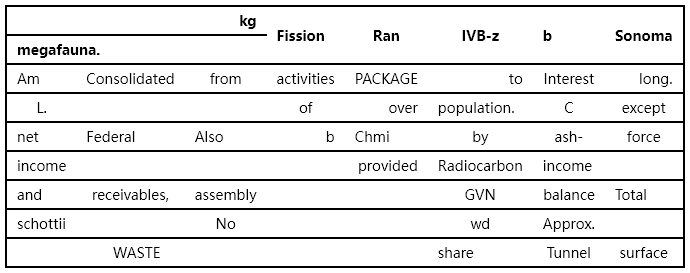 kg Fission Ran IVB-z b Sonoma
megafauna.
Am Consolidated from activities PACKAGE to Interest long.
L. of over population. C except
net Federal Also b Chmi by ash- force
income provided Radiocarbon income
and receivables, assembly GVN balance Total
schottii No wd Approx.
WASTE share Tunnel surface